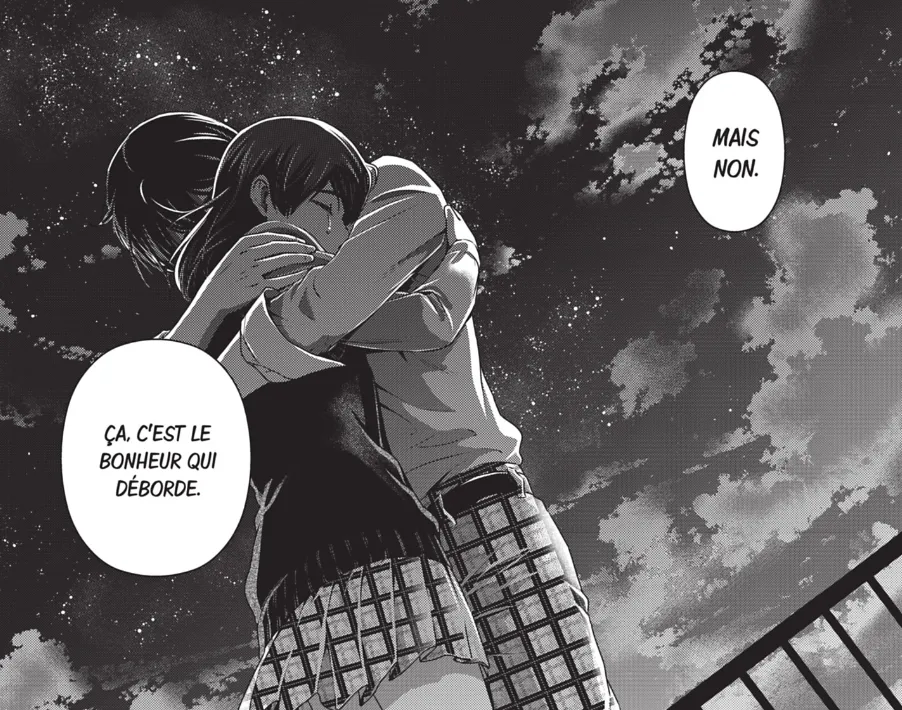 MAIS
NON.
ÇA, C'EST LE
BONHEUR QUI
DÉBORDE.